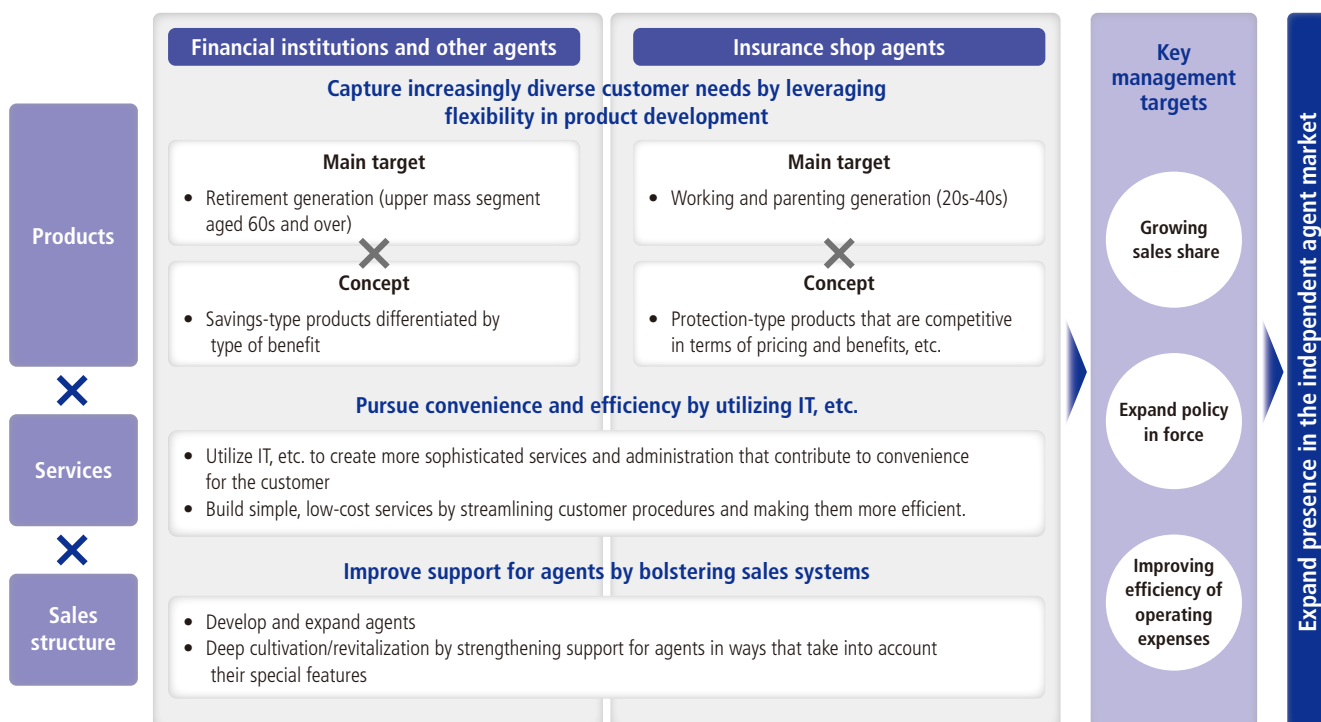 Financial institutions and other agents
Insurance shop agents
Capture increasingly diverse customer needs by leveraging
flexibility in product development
Products
Main target
• Retirement generation (upper mass segment
aged 60s and over)
Concept
• Savings-type products differentiated by
type of benefit
Main target
• Working and parenting generation (20s-40s)
Concept
• Protection-type products that are competitive
in terms of pricing and benefits, etc.
Services
Pursue convenience and efficiency by utilizing IT, etc.
• Utilize IT, etc. to create more sophisticated services and administration that contribute to convenience
for the customer
• Build simple, low-cost services by streamlining customer procedures and making them more efficient.
Sales
structure
Improve support for agents by bolstering sales systems
• Develop and expand agents
• Deep cultivation/revitalization by strengthening support for agents in ways that take into account
their special features
Key
management
targets
Growing
sales share
Expand policy
in force
Improving
efficiency of
operating
expenses
Expand presence in the independent agent market